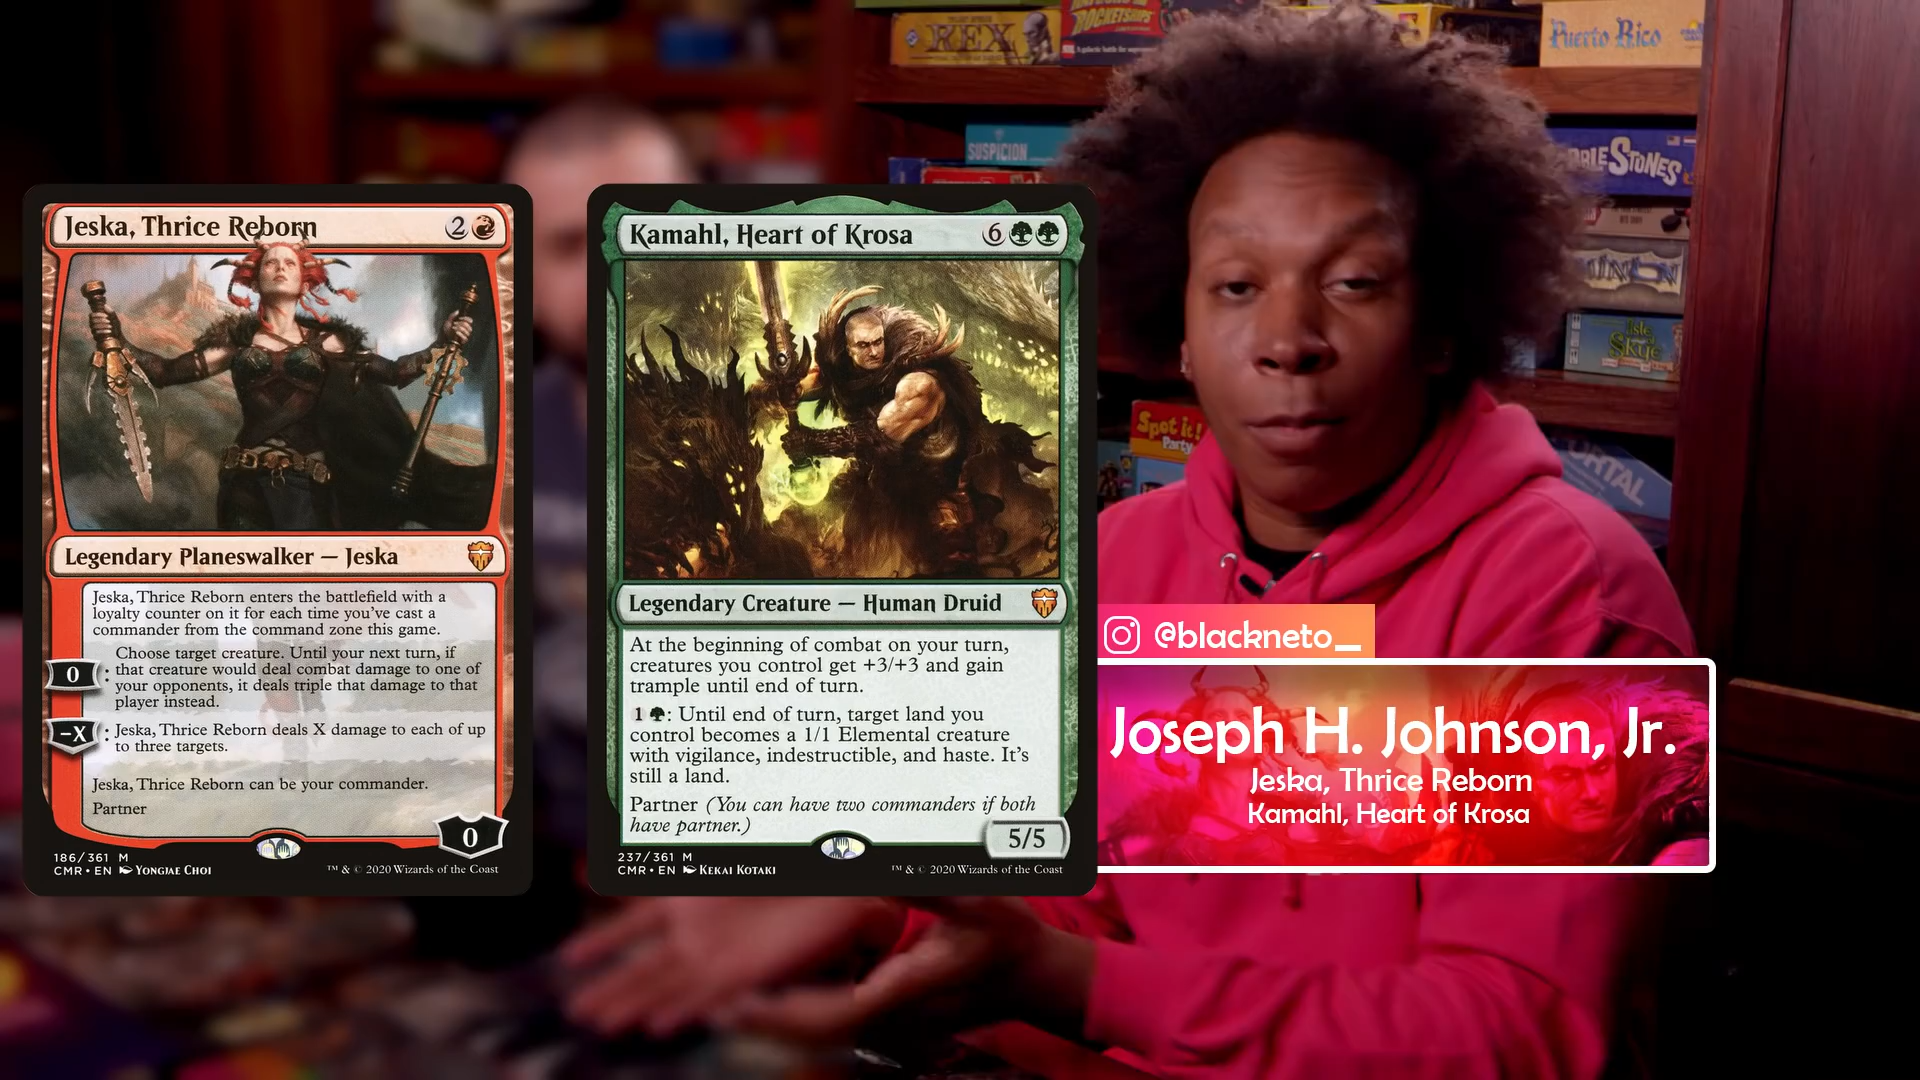 REX
ROCKETSHIPS
Puerto Rico
SUSPICION
BLE STONES
Isle
of
Skye
Spot it!
Party
Jeska, Thrice Reborn 2
Legendary Planeswalker — Jeska
Jeska, Thrice Reborn enters the battlefield with a
loyalty counter on it for each time you've cast a
commander from the command zone this game.
0: Choose target creature. Until your next turn, if
that creature would deal combat damage to one of
your opponents, it deals triple that damage to that
player instead.
−X: Jeska, Thrice Reborn deals X damage to each of up
to three targets.
Jeska, Thrice Reborn can be your commander.
Partner
0
186/361 M
CMR • EN YONGJAE CHOI
™ & © 2020 Wizards of the Coast
Kamahl, Heart of Krosa 6
Legendary Creature — Human Druid
At the beginning of combat on your turn,
creatures you control get +3/+3 and gain
trample until end of turn.
1: Until end of turn, target land you
control becomes a 1/1 Elemental creature
with vigilance, indestructible, and haste. It's
still a land.
Partner (You can have two commanders if both
have partner.)
5/5
237/361 M
CMR • EN KEKAI KOTAKI
™ & © 2020 Wizards of the Coast
@blackneto_
Joseph H. Johnson, Jr.
Jeska, Thrice Reborn
Kamahl, Heart of Krosa